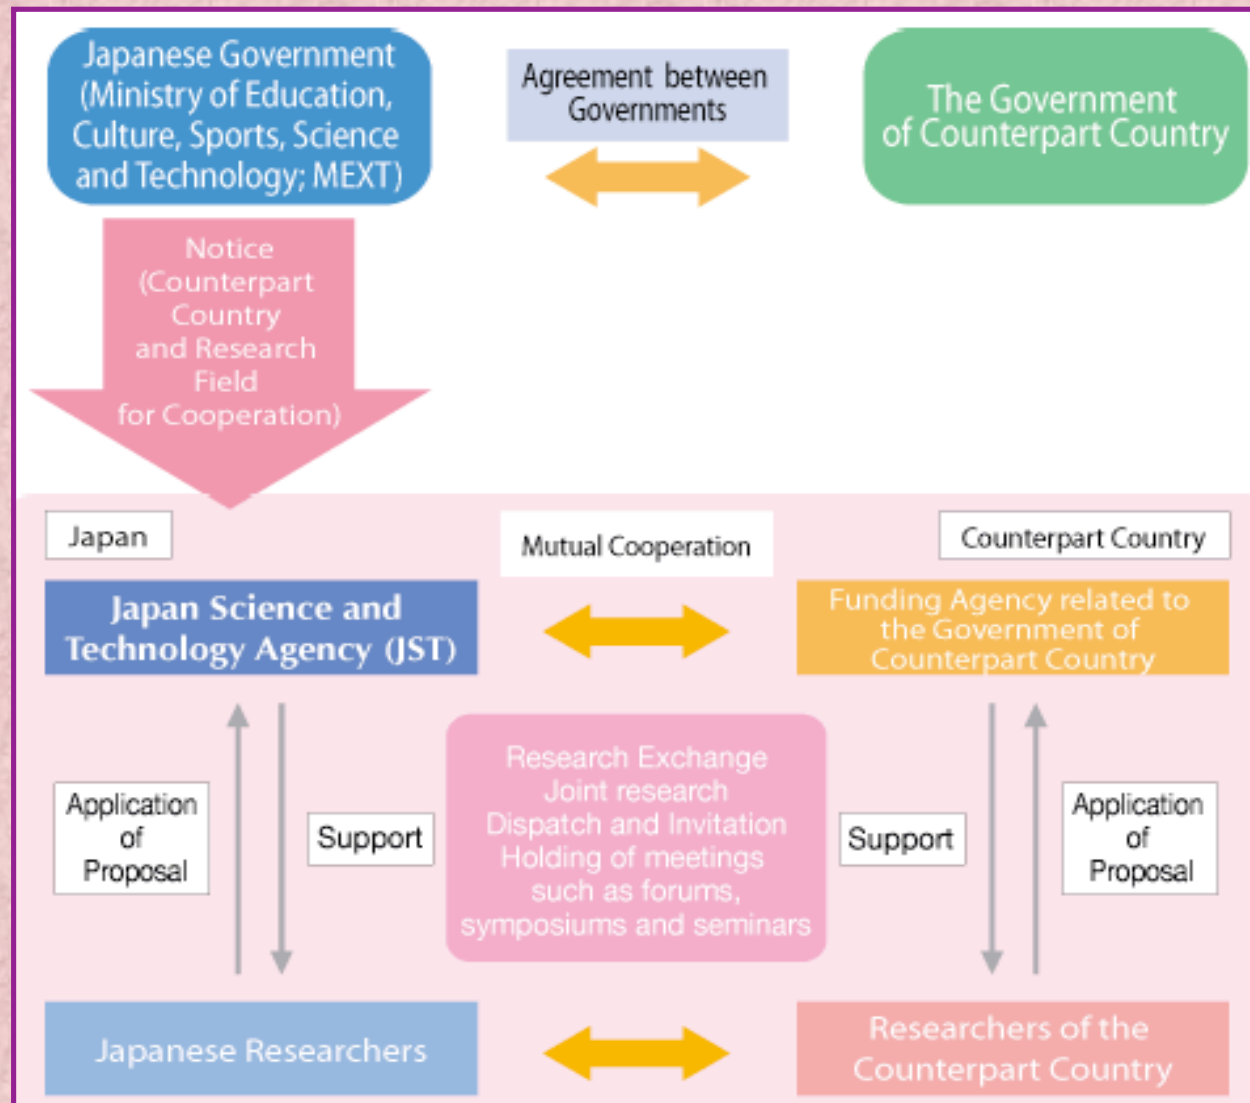 Japanese Government
(Ministry of Education,
Culture, Sports, Science
and Technology; MEXT)
Agreement between
Governments
The Government
of Counterpart Country
Notice
(Counterpart
Country
and Research
Field
for Cooperation)
Japan
Mutual Cooperation
Counterpart Country
Japan Science and
Technology Agency (JST)
Funding Agency related to
the Government of
Counterpart Country
Application
of
Proposal
Support
Research Exchange
Joint research
Dispatch and Invitation
Holding of meetings
such as forums,
symposiums and seminars
Support
Application
of
Proposal
Japanese Researchers
Researchers of the
Counterpart Country